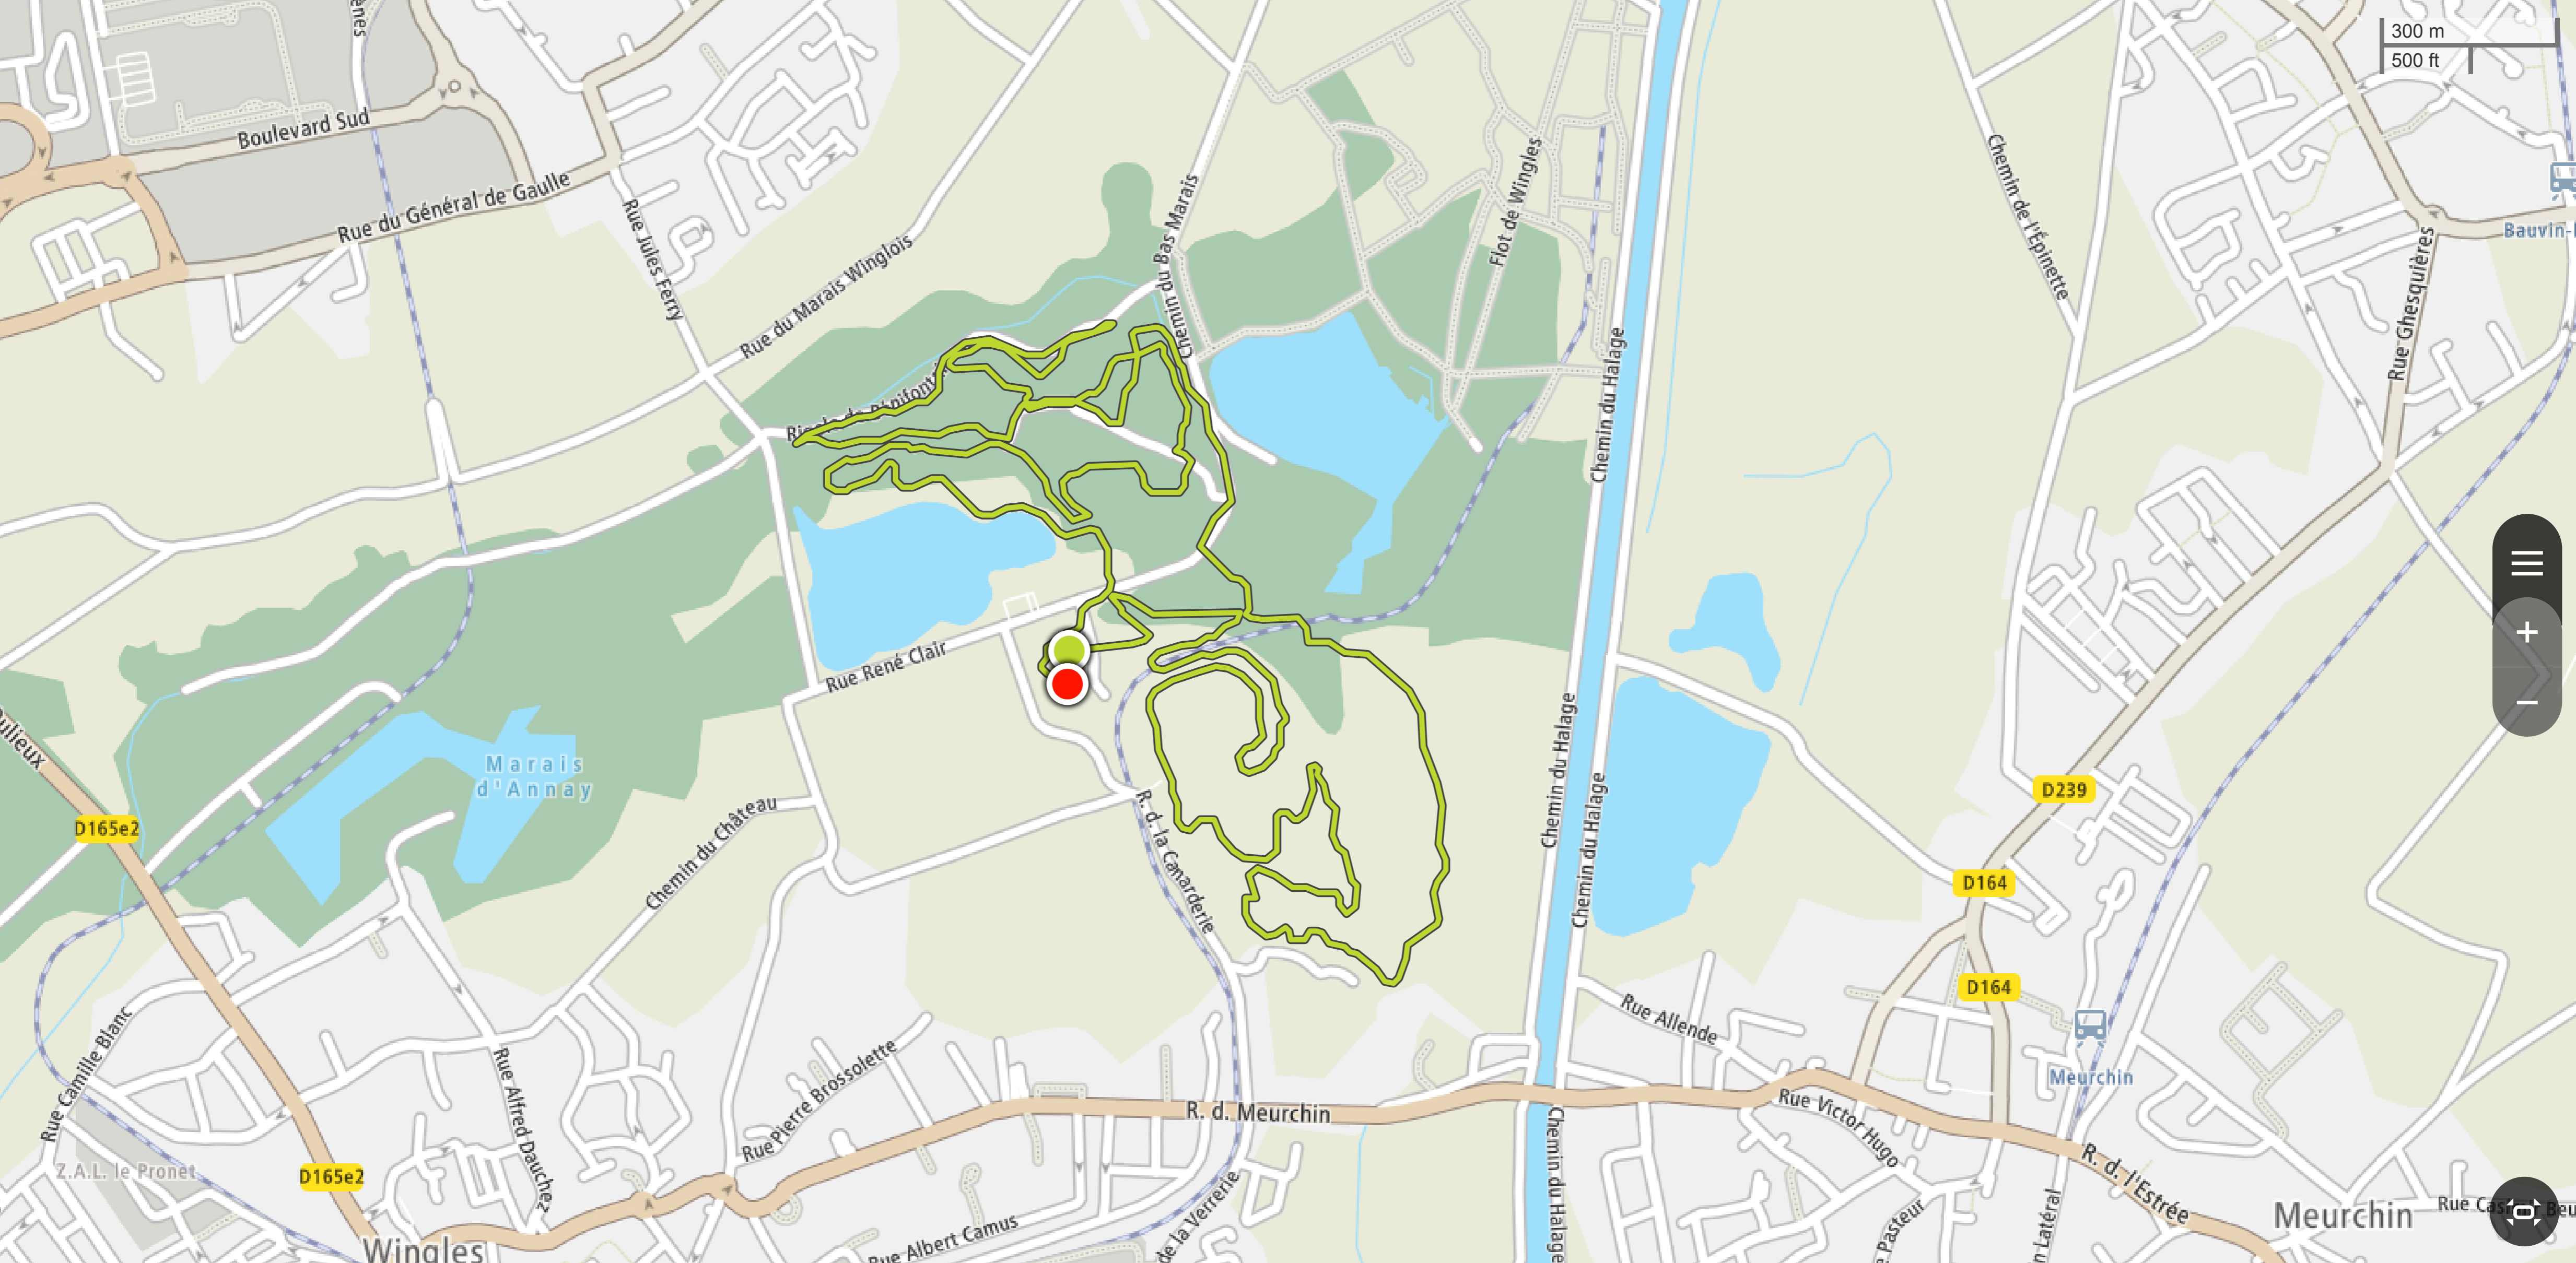 300 m
500 ft
Boulevard Sud
Rue du Général de Gaulle
Rue Jules Ferry
Rue du Marais Winglois
Chemin du Bas Marais
Flot de Wingles
Chemin de l'Épinette
Rue Ghesquières
Chemin du Halage
Rue René Clair
Marais
d'Annay
D165e2
Chemin du Château
R. d. la Canarderie
Chemin du Halage
Chemin du Halage
D239
D164
D164
Rue Allende
Meurchin
Rue Camille Blanc
Rue Alfred Dauchez
Rue Pierre Brossolette
R. d. Meurchin
Rue Victor Hugo
R. d. l'Estrée
Z.A.L. le Pronet
D165e2
Wingles
Rue Albert Camus
de la Verrerie
Chemin du Halage
Pasteur
Latéral
Meurchin